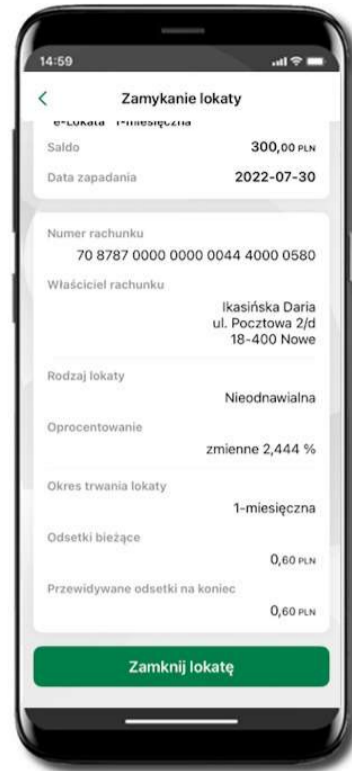 14:59
Zamykanie lokaty
e-Lokata 1-miesięczna
Saldo 300,00 PLN
Data zapadania 2022-07-30
Numer rachunku
70 8787 0000 0000 0044 4000 0580
Właściciel rachunku
Ikasińska Daria
ul. Pocztowa 2/d
18-400 Nowe
Rodzaj lokaty
Nieodnawialna
Oprocentowanie
zmienne 2,444 %
Okres trwania lokaty
1-miesięczna
Odsetki bieżące
0,60 PLN
Przewidywane odsetki na koniec
0,60 PLN
Zamknij lokatę